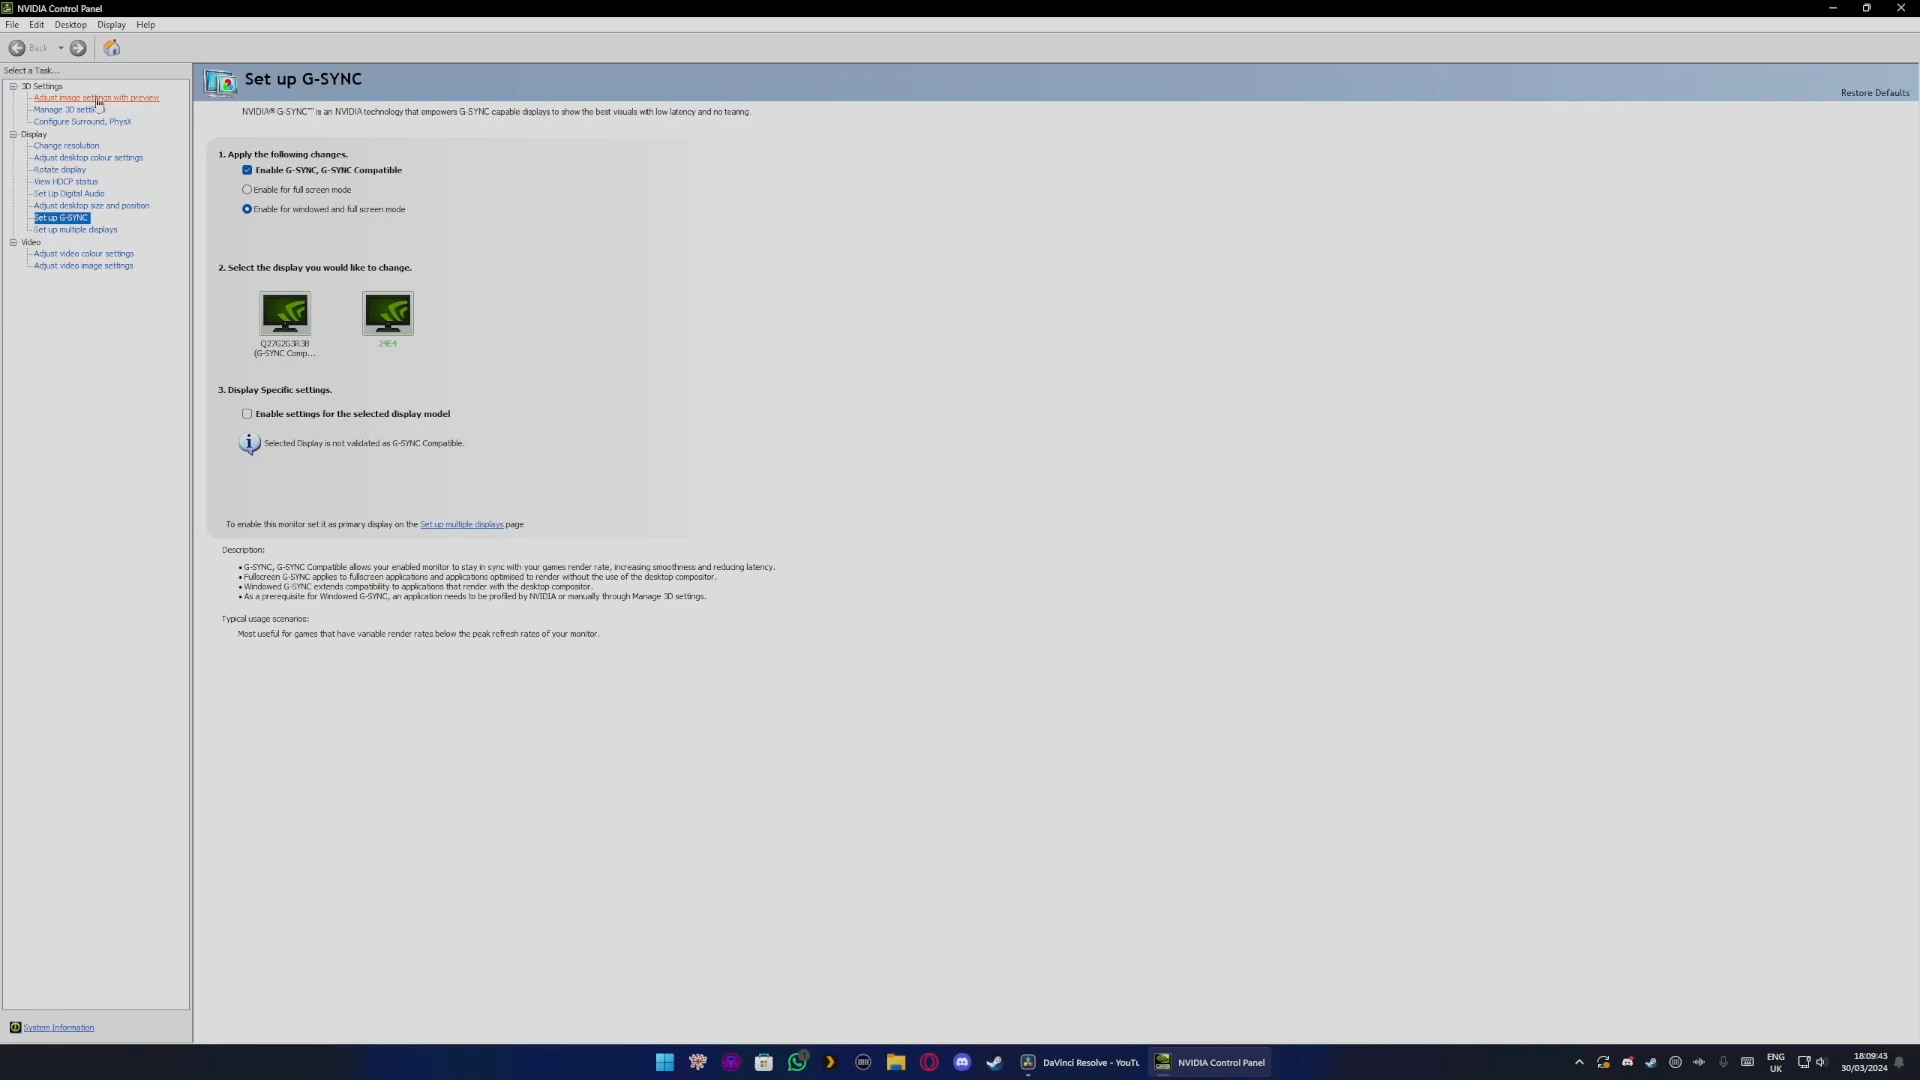 NVIDIA Control Panel
File Edit Desktop Display Help
Back
Select a Task...
3D Settings
Adjust image settings with preview
Manage 3D settings
Configure Surround, PhysX
Display
Change resolution
Adjust desktop colour settings
Rotate display
View HDCP status
Set Up Digital Audio
Adjust desktop size and position
Set up G-SYNC
Set up multiple displays
Video
Adjust video colour settings
Adjust video image settings
System Information
Set up G-SYNC
Restore Defaults
NVIDIA® G-SYNC™ is an NVIDIA technology that empowers G-SYNC capable displays to show the best visuals with low latency and no tearing.
1. Apply the following changes.
Enable G-SYNC, G-SYNC Compatible
Enable for full screen mode
Enable for windowed and full screen mode
2. Select the display you would like to change.
Q27G2G3R3B
(G-SYNC Comp...
24E4
3. Display Specific settings.
Enable settings for the selected display model
Selected Display is not validated as G-SYNC Compatible.
To enable this monitor set it as primary display on the Set up multiple displays page
Description:
• G-SYNC, G-SYNC Compatible allows your enabled monitor to stay in sync with your games render rate, increasing smoothness and reducing latency.
• Fullscreen G-SYNC applies to fullscreen applications and applications optimised to render without the use of the desktop compositor.
• Windowed G-SYNC extends compatibility to applications that render with the desktop compositor.
• As a prerequisite for Windowed G-SYNC, an application needs to be profiled by NVIDIA or manually through Manage 3D settings.
Typical usage scenarios:
Most useful for games that have variable render rates below the peak refresh rates of your monitor.
DaVinci Resolve - YouTu
NVIDIA Control Panel
ENG
UK
18:09:43
30/03/2024